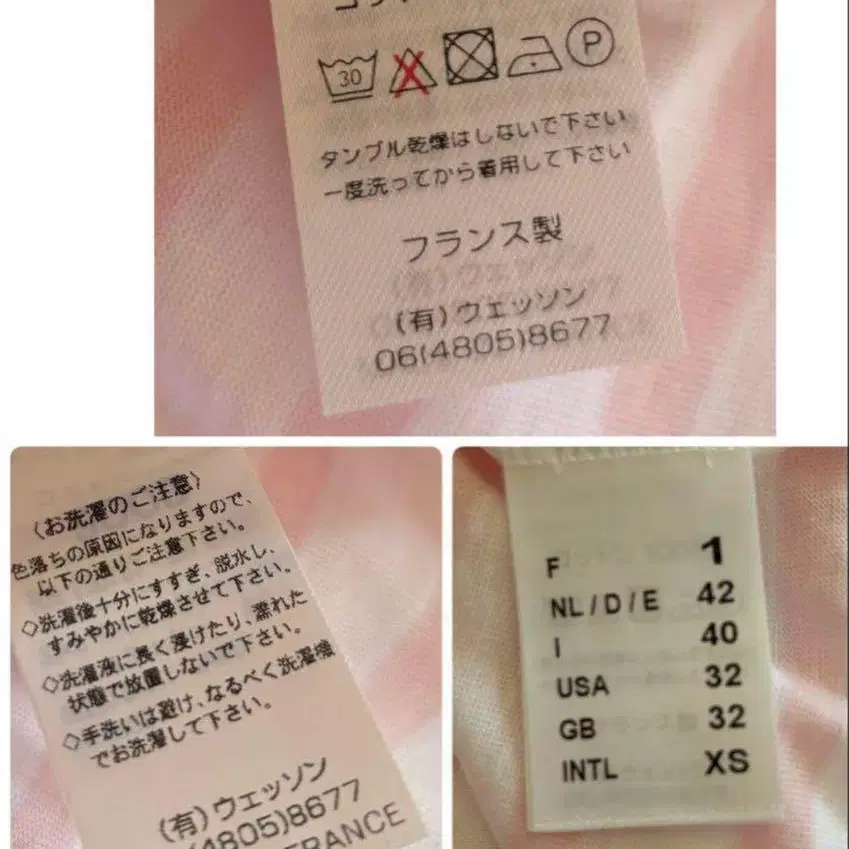 30
P
タンブル乾燥はしないで下さい
一度洗ってから着用して下さい
フランス製
(有)ウェッソン
06(4805)8677
〈お洗濯のご注意〉
色落ちの原因になりますので、
以下の通りご注意下さい。
◇洗濯後十分にすすぎ、脱水し、
すみやかに乾燥させて下さい。
◇洗濯液に長く浸けたり、濡れた
状態で放置しないで下さい。
◇手洗いは避け、なるべく洗濯機
でお洗濯して下さい。
(有)ウェッソン
(4805)8677
FRANCE
F 1
NL/D/E 42
I 40
USA 32
GB 32
INTL XS